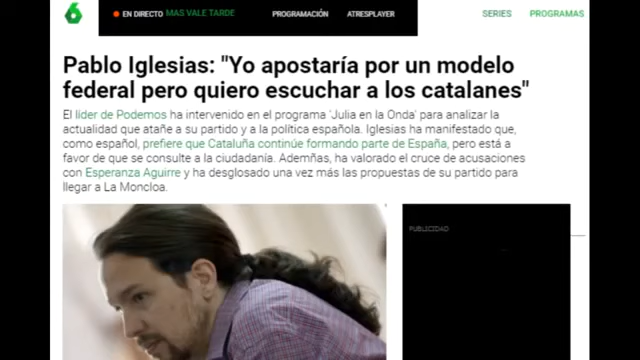 6
EN DIRECTO MAS VALE TARDE PROGRAMACIÓN ATRESPLAYER SERIES PROGRAMAS
Pablo Iglesias: "Yo apostaría por un modelo
federal pero quiero escuchar a los catalanes"
El líder de Podemos ha intervenido en el programa 'Julia en la Onda' para analizar la
actualidad que atañe a su partido y a la política española. Iglesias ha manifestado que,
como español, prefiere que Cataluña continúe formando parte de España, pero está a
favor de que se consulte a la ciudadanía. Ademñas, ha valorado el cruce de acusaciones
con Esperanza Aguirre y ha desglosado una vez más las propuestas de su partido para
llegar a La Moncloa.
PUBLICIDAD